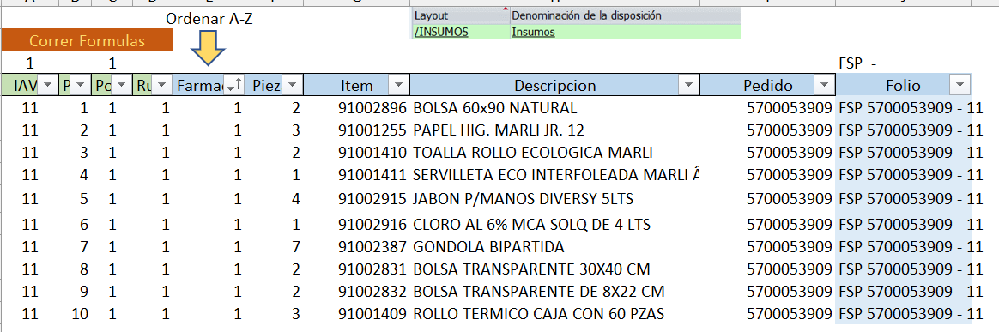 Ordenar A-Z
Layout Denominación de la disposición
/INSUMOS Insumos
Correr Formulas
1 1 FSP -
IAV P Po Ru Farma Piez Item Descripcion Pedido Folio
11 1 1 1 1 2 91002896 BOLSA 60x90 NATURAL 5700053909 FSP 5700053909 - 11
11 2 1 1 1 3 91001255 PAPEL HIG. MARLI JR. 12 5700053909 FSP 5700053909 - 11
11 3 1 1 1 2 91001410 TOALLA ROLLO ECOLOGICA MARLI 5700053909 FSP 5700053909 - 11
11 4 1 1 1 1 91001411 SERVILLETA ECO INTERFOLEADA MARLI Â 5700053909 FSP 5700053909 - 11
11 5 1 1 1 4 91002915 JABON P/MANOS DIVERSY 5LTS 5700053909 FSP 5700053909 - 11
11 6 1 1 1 1 91002916 CLORO AL 6% MCA SOLQ DE 4 LTS 5700053909 FSP 5700053909 - 11
11 7 1 1 1 7 91002387 GONDOLA BIPARTIDA 5700053909 FSP 5700053909 - 11
11 8 1 1 1 2 91002831 BOLSA TRANSPARENTE 30X40 CM 5700053909 FSP 5700053909 - 11
11 9 1 1 1 2 91002832 BOLSA TRANSPARENTE DE 8X22 CM 5700053909 FSP 5700053909 - 11
11 10 1 1 1 3 91001409 ROLLO TERMICO CAJA CON 60 PZAS 5700053909 FSP 5700053909 - 11